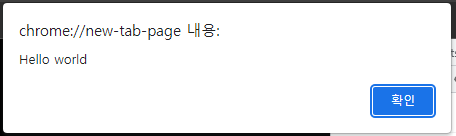 chrome://new-tab-page 내용:
Hello world
확인